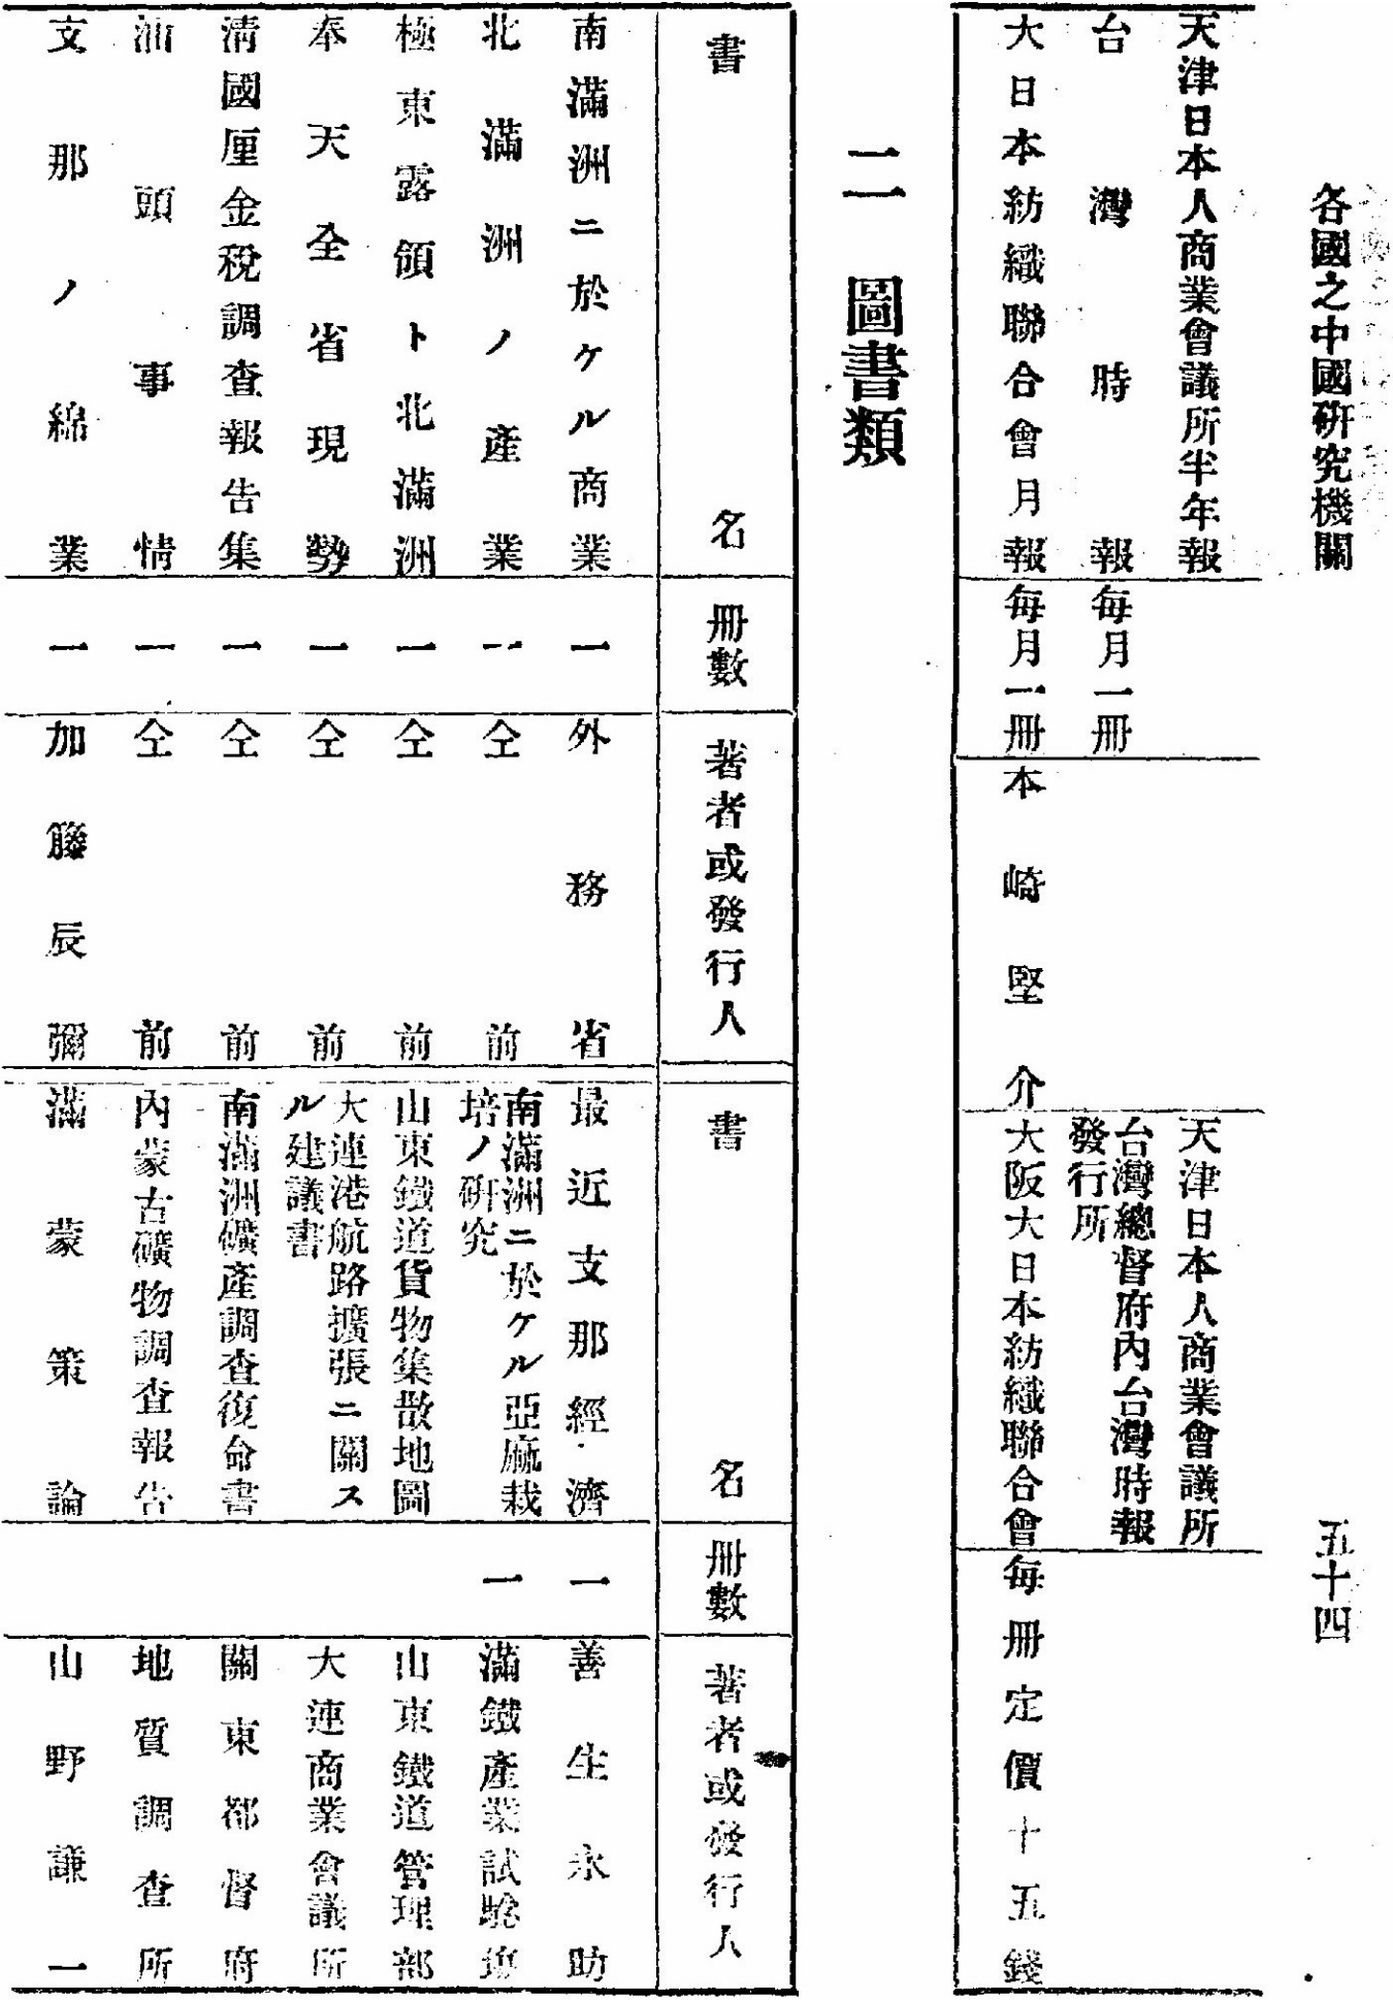 各國之中國硏究機關
五十四
天津日本人商業會議所半年報
天津日本人商業會議所
台灣時報
每月一冊
台灣總督府內台灣時報
發行所
大日本紡織聯合會月報
每月一冊
本崎堅介
大阪大日本紡織聯合會
每冊定價十五錢
二 圖書類
書名
冊數
著者或發行人
書名
冊數
著者或發行人
南滿洲ニ於ケル商業
一
外務省
最近支那經濟
一
善生永助
北滿洲ノ產業
一
仝前
南滿洲ニ於ケル亞麻栽
培ノ硏究
一
滿鐵產業試驗塲
極東露領ト北滿洲
一
仝前
山東鐵道貨物集散地圖
山東鐵道管理部
奉天全省現勢
一
仝前
大連港航路擴張ニ關ス
ル建議書
大連商業會議所
淸國厘金稅調查報告集
一
仝前
南滿洲礦產調查復命書
關東都督府
汕頭事情
一
仝前
內蒙古礦物調查報告
地質調查所
支那ノ綿業
一
加籐辰彌
滿蒙策論
山野謙一